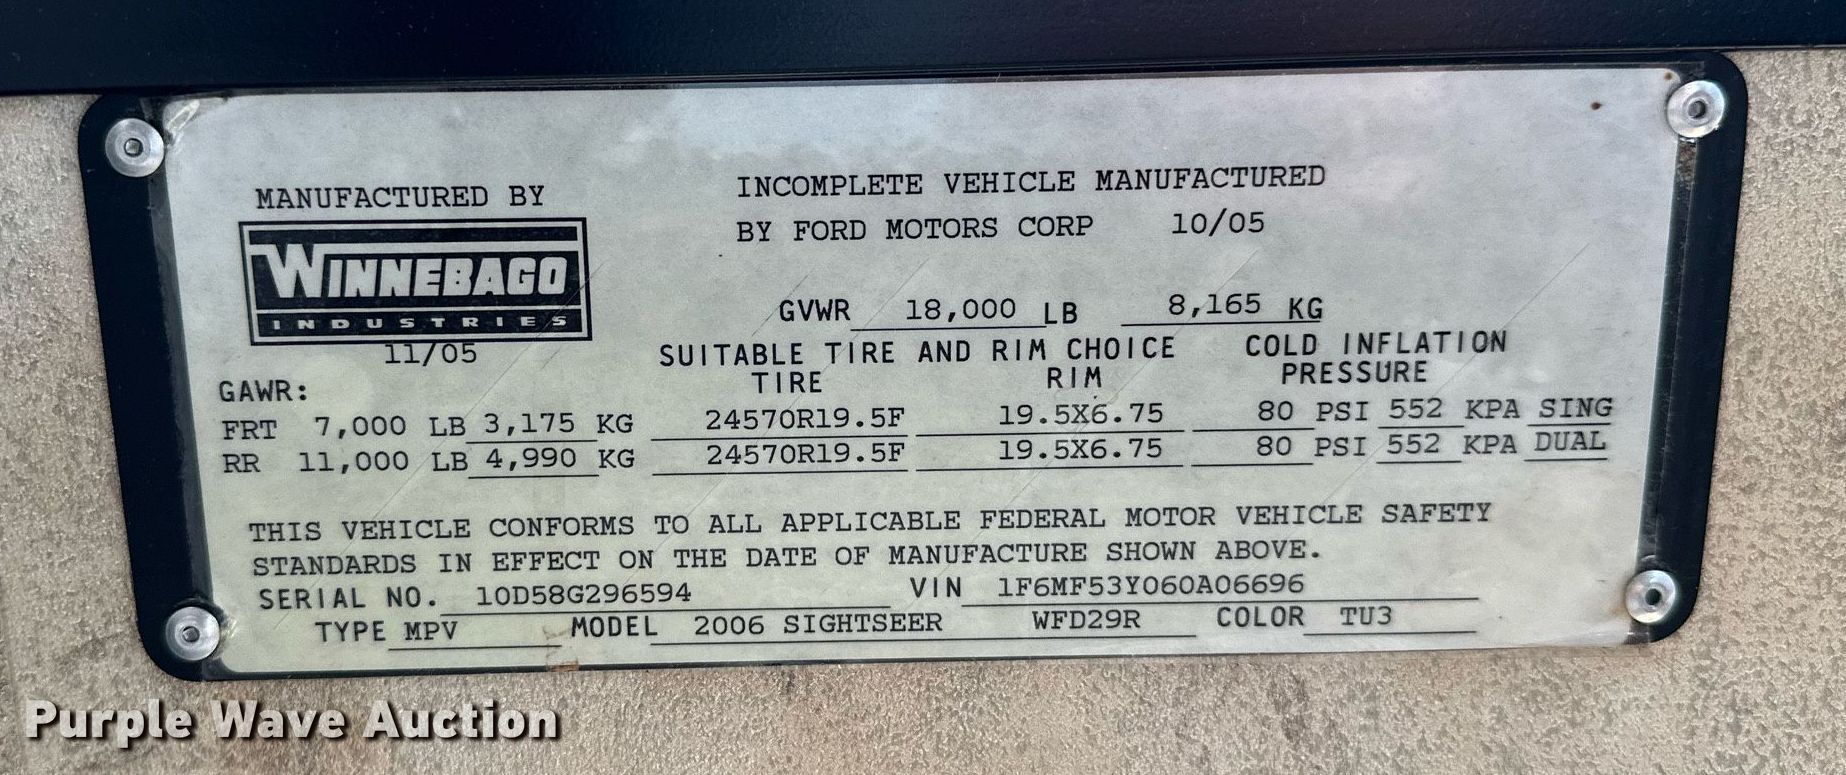 MANUFACTURED BY
WINNEBAGO
INDUSTRIES
11/05
INCOMPLETE VEHICLE MANUFACTURED
BY FORD MOTORS CORP 10/05
GVWR 18,000 LB 8,165 KG
SUITABLE TIRE AND RIM CHOICE COLD INFLATION
GAWR: TIRE RIM PRESSURE
FRT 7,000 LB 3,175 KG 24570R19.5F 19.5X6.75 80 PSI 552 KPA SING
RR 11,000 LB 4,990 KG 24570R19.5F 19.5X6.75 80 PSI 552 KPA DUAL
THIS VEHICLE CONFORMS TO ALL APPLICABLE FEDERAL MOTOR VEHICLE SAFETY
STANDARDS IN EFFECT ON THE DATE OF MANUFACTURE SHOWN ABOVE.
SERIAL NO. 10D58G296594 VIN 1F6MF53Y060A06696
TYPE MPV MODEL 2006 SIGHTSEER WFD29R COLOR TU3
Purple Wave Auction